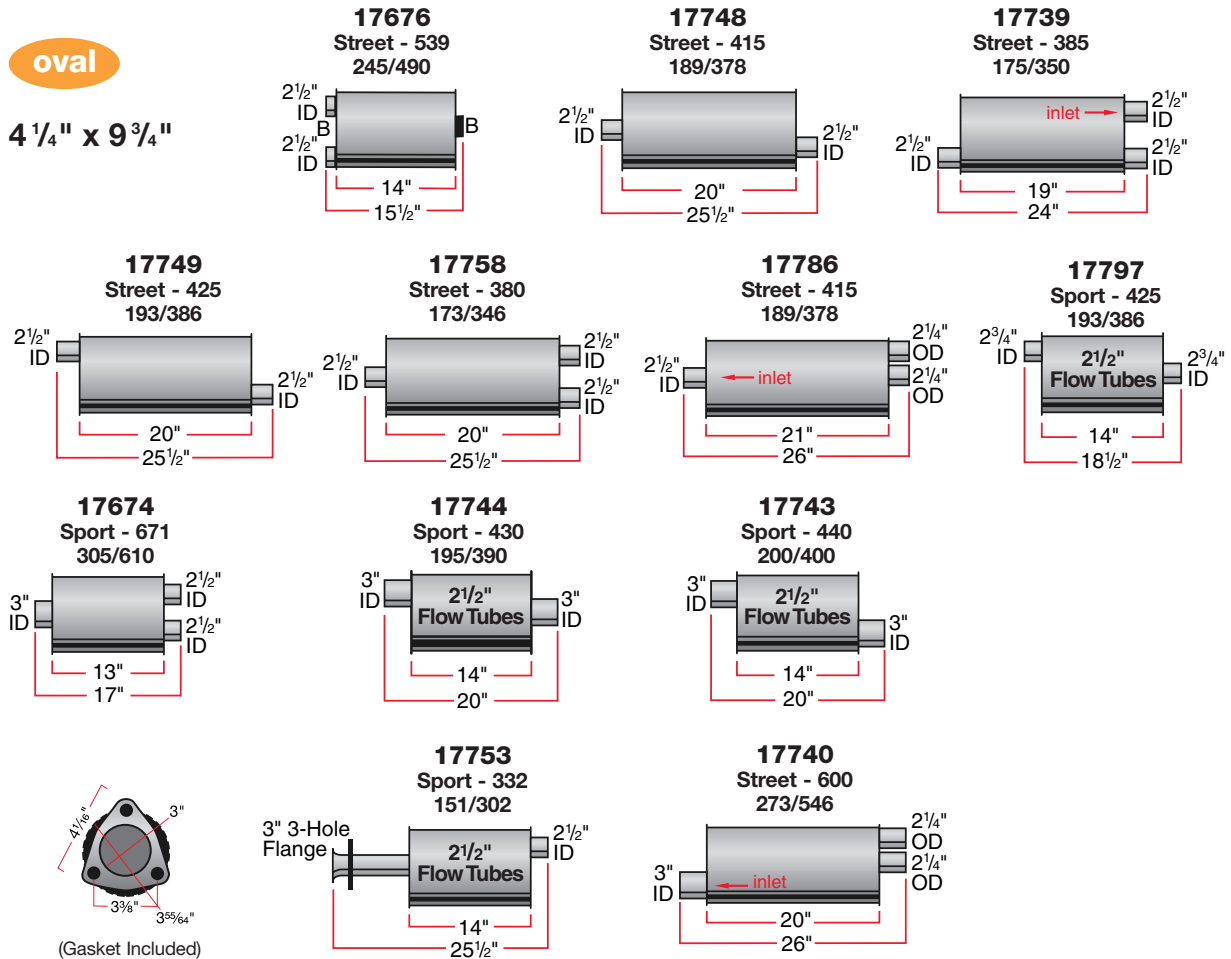 oval
4 1/4" x 9 3/4"
17676
Street - 539
245/490
2 1/2"
ID
B
2 1/2"
ID
B
14"
15 1/2"
17748
Street - 415
189/378
2 1/2"
ID
2 1/2"
ID
20"
25 1/2"
17739
Street - 385
175/350
inlet
2 1/2"
ID
2 1/2"
ID
2 1/2"
ID
19"
24"
17749
Street - 425
193/386
2 1/2"
ID
2 1/2"
ID
20"
25 1/2"
17758
Street - 380
173/346
2 1/2"
ID
2 1/2"
ID
2 1/2"
ID
20"
25 1/2"
17786
Street - 415
189/378
2 1/2"
ID
inlet
2 1/4"
OD
2 1/4"
OD
21"
26"
17797
Sport - 425
193/386
2 3/4"
ID
2 1/2"
Flow Tubes
2 3/4"
ID
14"
18 1/2"
17674
Sport - 671
305/610
3"
ID
2 1/2"
ID
2 1/2"
ID
13"
17"
17744
Sport - 430
195/390
3"
ID
2 1/2"
Flow Tubes
3"
ID
14"
20"
17743
Sport - 440
200/400
3"
ID
2 1/2"
Flow Tubes
3"
ID
14"
20"
4 1/16"
3"
3 3/8"
3 55/64"
(Gasket Included)
17753
Sport - 332
151/302
3" 3-Hole
Flange
2 1/2"
Flow Tubes
2 1/2"
ID
14"
25 1/2"
17740
Street - 600
273/546
3"
ID
inlet
2 1/4"
OD
2 1/4"
OD
20"
26"